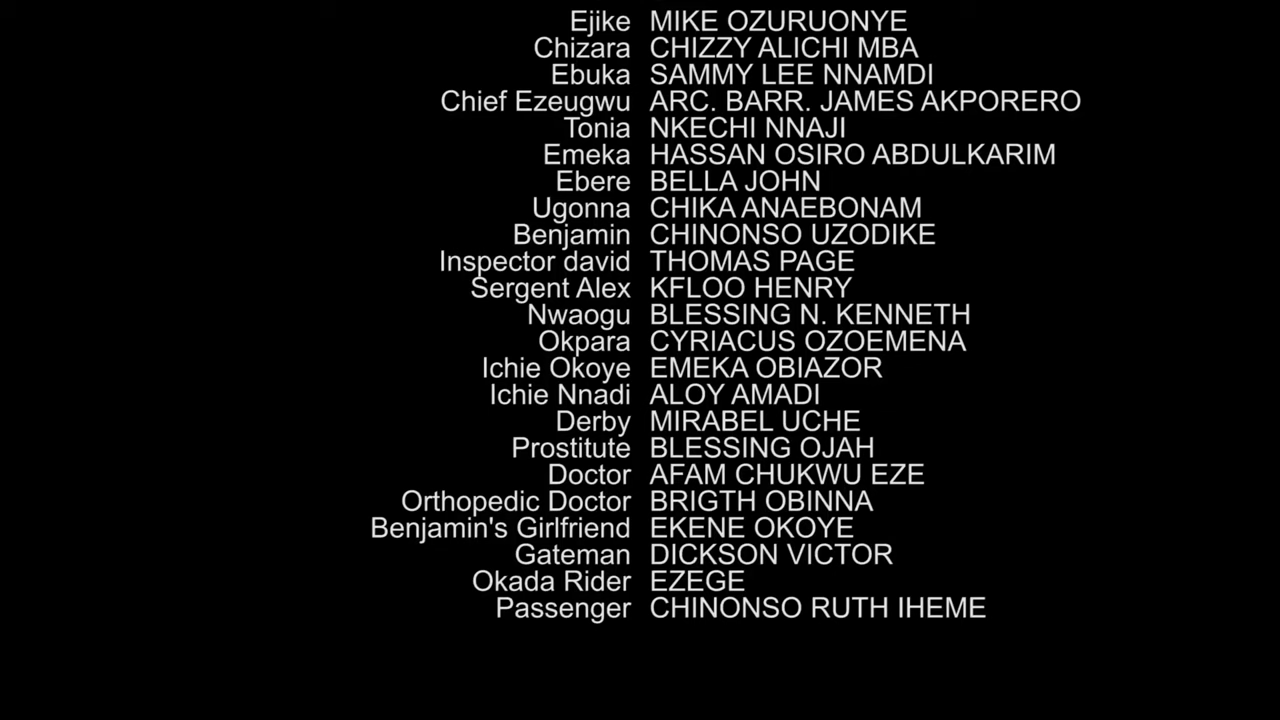 Ejike MIKE OZURUONYE
Chizara CHIZZY ALICHI MBA
Ebuka SAMMY LEE NNAMDI
Chief Ezeugwu ARC. BARR. JAMES AKPORERO
Tonia NKECHI NNAJI
Emeka HASSAN OSIRO ABDULKARIM
Ebere BELLA JOHN
Ugonna CHIKA ANAEBONAM
Benjamin CHINONSO UZODIKE
Inspector david THOMAS PAGE
Sergent Alex KFLOO HENRY
Nwaogu BLESSING N. KENNETH
Okpara CYRIACUS OZOEMENA
Ichie Okoye EMEKA OBIAZOR
Ichie Nnadi ALOY AMADI
Derby MIRABEL UCHE
Prostitute BLESSING OJAH
Doctor AFAM CHUKWU EZE
Orthopedic Doctor BRIGTH OBINNA
Benjamin's Girlfriend EKENE OKOYE
Gateman DICKSON VICTOR
Okada Rider EZEGE
Passenger CHINONSO RUTH IHEME